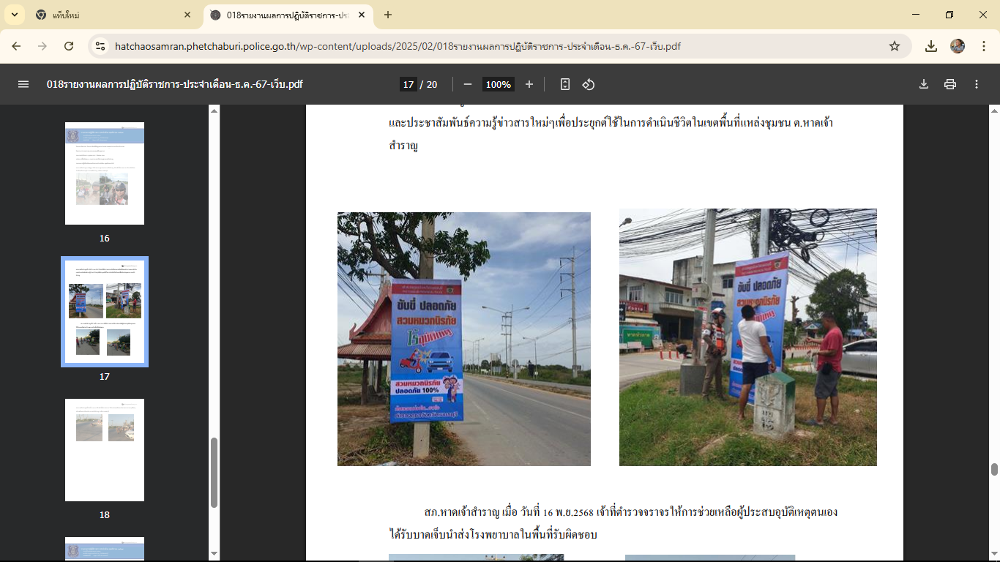 แท็บใหม่
018รายงานผลการปฏิบัติราชการ-ประ
hatchaosamran.phetchaburi.police.go.th/wp-content/uploads/2025/02/018รายงานผลการปฏิบัติราชการ-ประจำเดือน-ธ.ค.-67-เว็บ.pdf
018รายงานผลการปฏิบัติราชการ-ประจำเดือน-ธ.ค.-67-เว็บ.pdf
17 / 20
100%
16
17
18
และประชาสัมพันธ์ความรู้ข่าวสารใหม่ๆเพื่อประยุกต์ใช้ในการดำเนินชีวิตในเขตพื้นที่แหล่งชุมชน ต.หาดเจ้า
สำราญ
ขับขี่ ปลอดภัย
สวมหมวกนิรภัย
ไร้อุบัติเหตุ
สวมหมวกนิรภัย
ปลอดภัย 100%
ขับขี่ ปลอดภัย
สวมหมวกนิรภัย
สภ.หาดเจ้าสำราญ เมื่อ วันที่ 16 พ.ย.2568 เจ้าที่ตำรวจจราจรให้การช่วยเหลือผู้ประสบอุบัติเหตุตนเอง
ได้รับบาดเจ็บนำส่งโรงพยาบาลในพื้นที่รับผิดชอบ